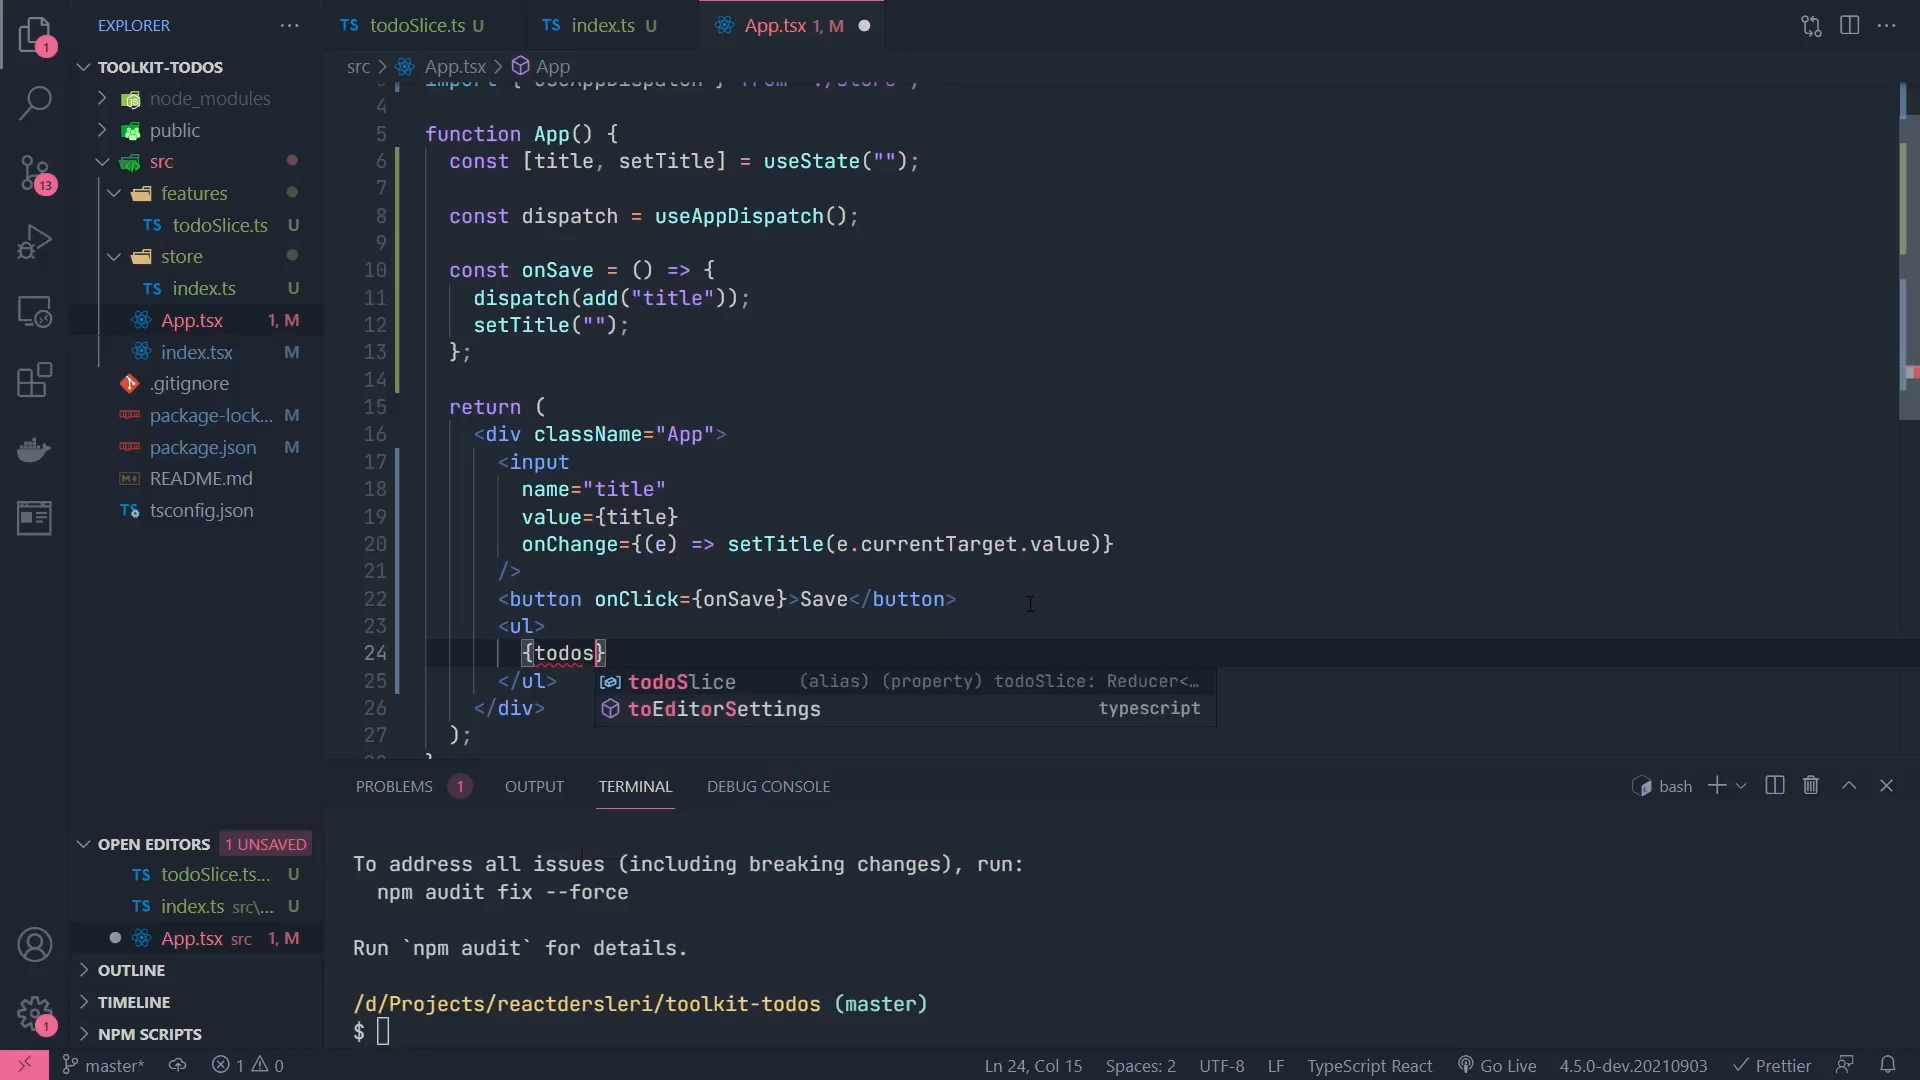 EXPLORER
TOOLKIT-TODOS
node_modules
public
src
features
TS todoSlice.ts U
store
TS index.ts U
App.tsx 1, M
index.tsx M
.gitignore
package-lock... M
package.json M
README.md
TS tsconfig.json
OPEN EDITORS 1 UNSAVED
TS todoSlice.ts... U
TS index.ts src\... U
App.tsx src 1, M
OUTLINE
TIMELINE
NPM SCRIPTS
1
13
1
TS todoSlice.ts U
TS index.ts U
App.tsx 1, M
src > App.tsx > App
import { useAppDispatch } from "./store";
4
5 function App() {
6 const [title, setTitle] = useState("");
7
8 const dispatch = useAppDispatch();
9
10 const onSave = () => {
11 dispatch(add("title"));
12 setTitle("");
13 };
14
15 return (
16 <div className="App">
17 <input
18 name="title"
19 value={title}
20 onChange={(e) => setTitle(e.currentTarget.value)}
21 />
22 <button onClick={onSave}>Save</button>
23 <ul>
24 {todos}
25 </ul>
26 </div>
27 );
todoSlice (alias) (property) todoSlice: Reducer<...
toEditorSettings typescript
PROBLEMS 1 OUTPUT TERMINAL DEBUG CONSOLE
bash
To address all issues (including breaking changes), run:
npm audit fix --force
Run `npm audit` for details.
/d/Projects/reactdersleri/toolkit-todos (master)
$
master* 1 0 Ln 24, Col 15 Spaces: 2 UTF-8 LF TypeScript React Go Live 4.5.0-dev.20210903 Prettier